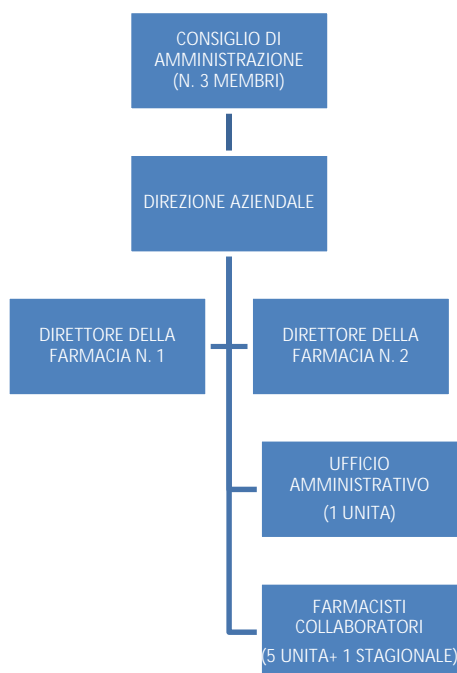 CONSIGLIO DI
AMMINISTRAZIONE
(N. 3 MEMBRI)
DIREZIONE AZIENDALE
DIRETTORE DELLA
FARMACIA N. 1
DIRETTORE DELLA
FARMACIA N. 2
UFFICIO
AMMINISTRATIVO
(1 UNITA)
FARMACISTI
COLLABORATORI
(5 UNITA+ 1 STAGIONALE)